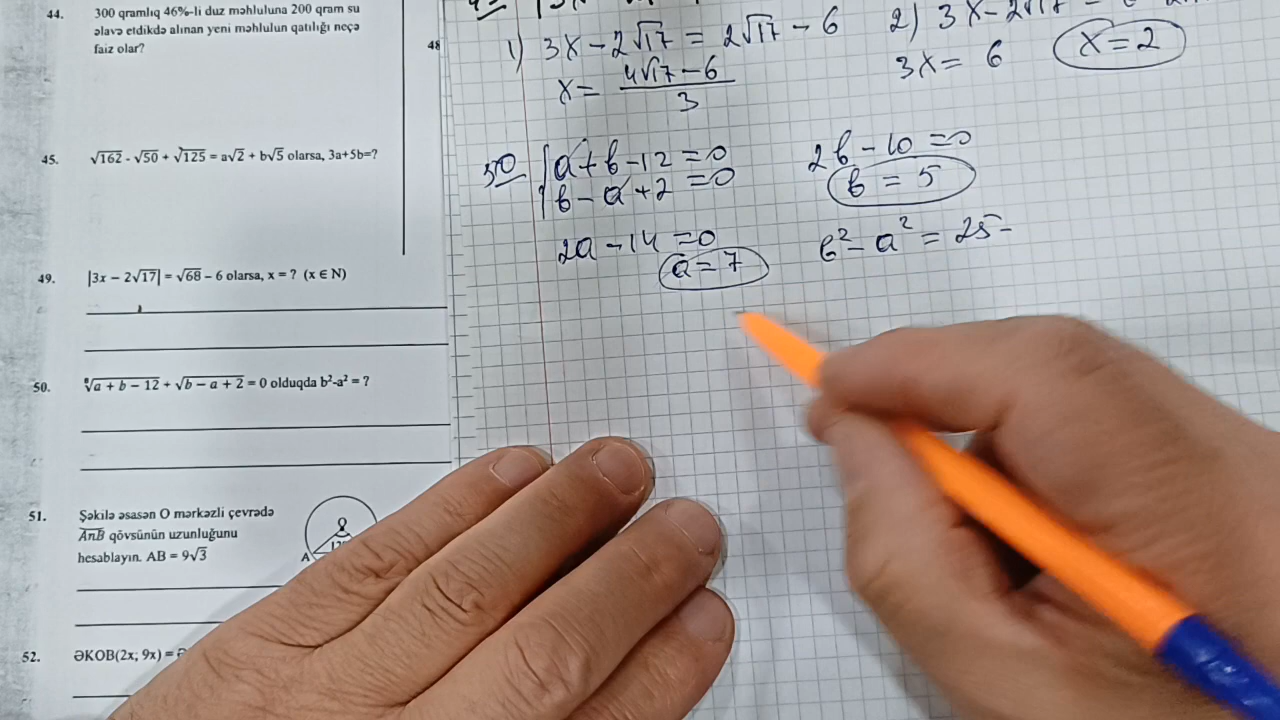 44. 300 qramlıq 46%-li duz məhluluna 200 qram su
əlavə etdikdə alınan yeni məhlulun qatılığı neçə
faiz olar?
48
45. √162 - √50 + √125 = a√2 + b√5 olarsa, 3a+5b=?
49. |3x − 2√17| = √68 − 6 olarsa, x = ? (x ∈ N)
50. ⁶√a + b − 12 + √b − a + 2 = 0 olduqda b²-a² = ?
51. Şəkilə əsasən O mərkəzli çevrədə
AnB qövsünün uzunluğunu
hesablayın. AB = 9√3
O
A
52. ƏKOB(2x; 9x) =
1) 3x − 2√17 = 2√17 − 6
x = 4√17 − 6 / 3
2) 3x − 2√17
3x = 6
x = 2
50 a + b − 12 = 0
b − a + 2 = 0
2a − 14 = 0
a = 7
2b − 10 = 0
b = 5
b² − a² = 25-